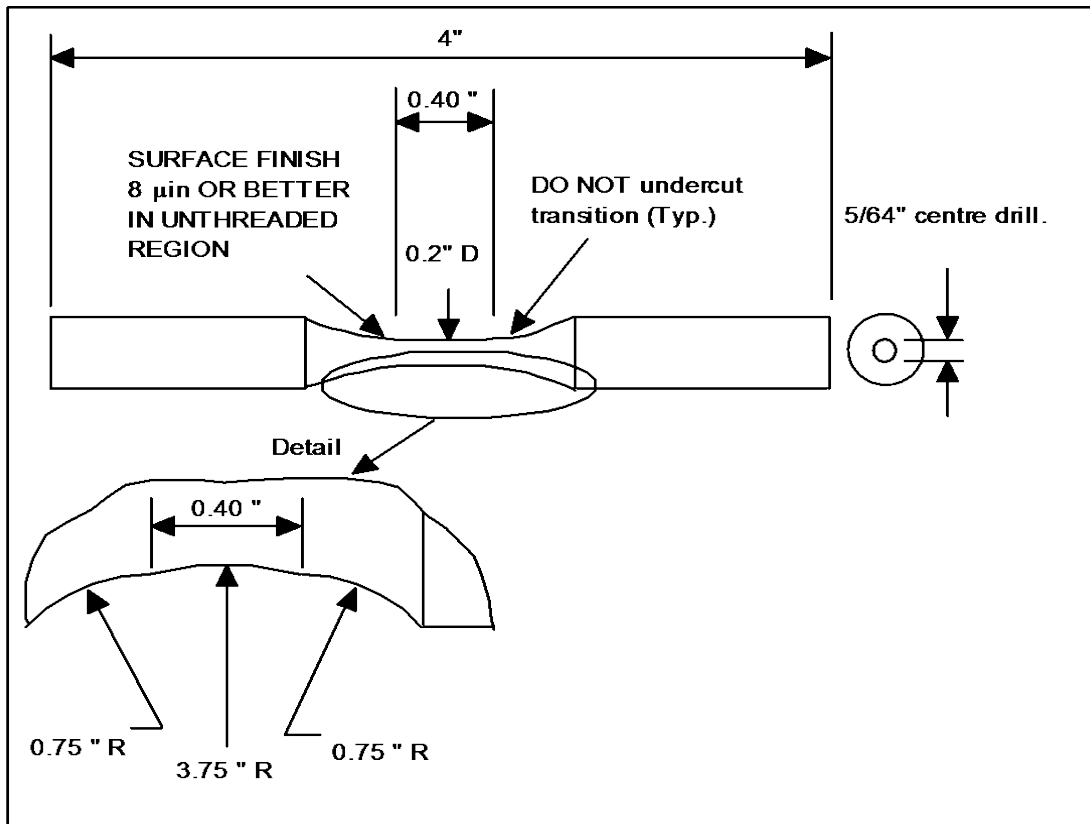 4"
0.40 "
SURFACE FINISH
8 µin OR BETTER
IN UNTHREADED
REGION
DO NOT undercut
transition (Typ.)
5/64" centre drill.
0.2" D
Detail
0.40 "
0.75 " R
3.75 " R
0.75 " R